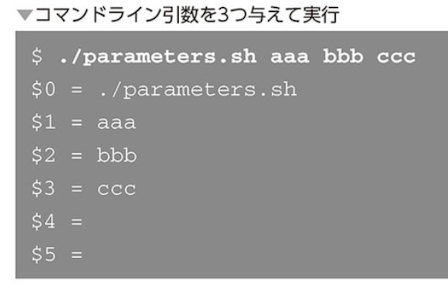 ▼コマンドライン引数を3つ与えて実行
$ ./parameters.sh aaa bbb ccc
$0 = ./parameters.sh
$1 = aaa
$2 = bbb
$3 = ccc
$4 =
$5 =